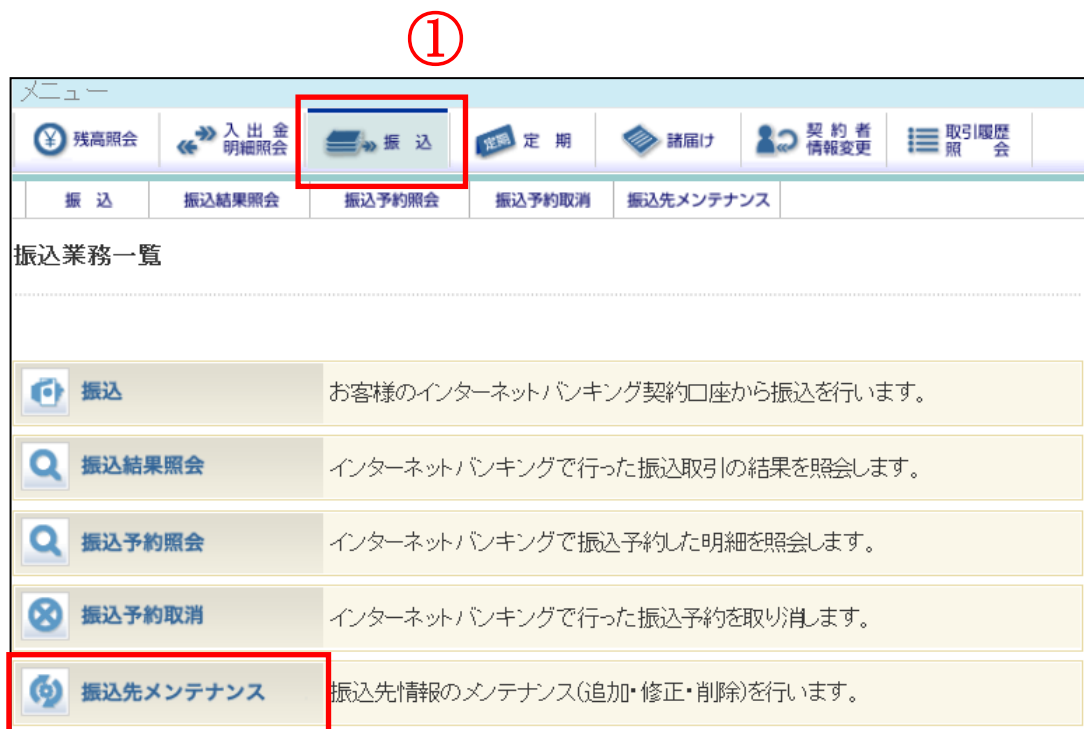 ①
メニュー
残高照会
入出金
明細照会
振 込
定 期
諸届け
契約者
情報変更
取引履歴
照 会
振 込
振込結果照会
振込予約照会
振込予約取消
振込先メンテナンス
振込業務一覧
振込
お客様のインターネットバンキング契約口座から振込を行います。
振込結果照会
インターネットバンキングで行った振込取引の結果を照会します。
振込予約照会
インターネットバンキングで振込予約した明細を照会します。
振込予約取消
インターネットバンキングで行った振込予約を取り消します。
振込先メンテナンス
振込先情報のメンテナンス(追加・修正・削除)を行います。